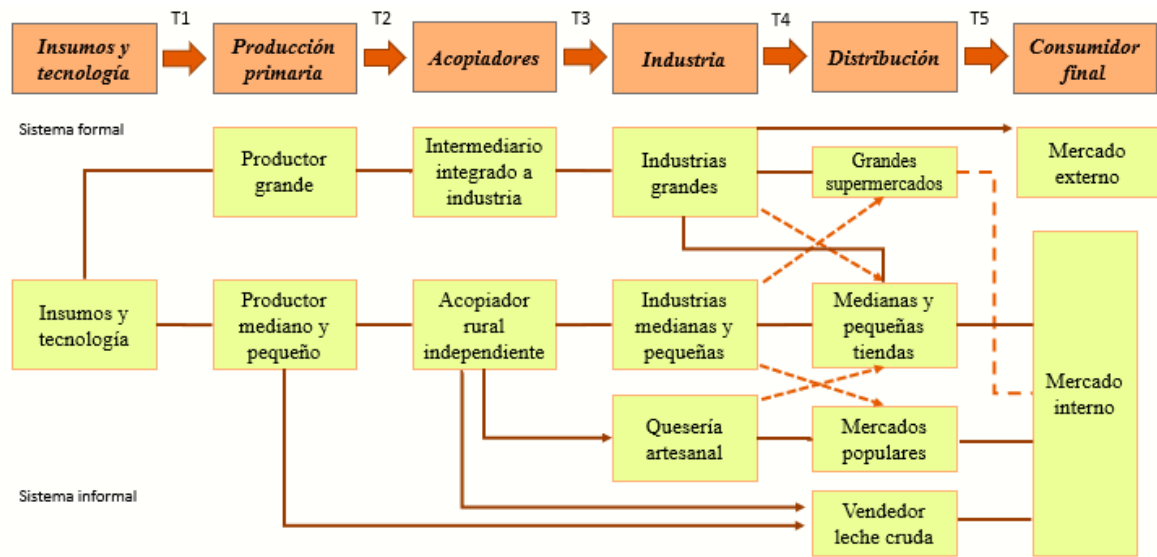 T1
T2
T3
T4
T5
Insumos y
tecnología
Producción
primaria
Acopiadores
Industria
Distribución
Consumidor
final
Sistema formal
Productor
grande
Intermediario
integrado a
industria
Industrias
grandes
Grandes
supermercados
Mercado
externo
Insumos y
tecnología
Productor
mediano y
pequeño
Acopiador
rural
independiente
Industrias
medianas y
pequeñas
Medianas y
pequeñas
tiendas
Mercado
interno
Quesería
artesanal
Mercados
populares
Sistema informal
Vendedor
leche cruda